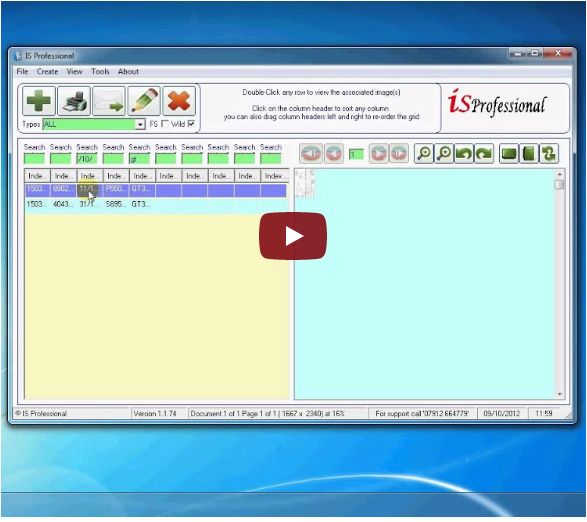 IS Professional
File Create View Tools About
Double-Click any row to view the associated image(s)
Click on the column header to sort any column
you can also drag column headers left and right to re-order the grid
iSProfessional
Types ALL FS Wild
Search Search Search Search Search Search Search Search Search Search
/10/ gt
1
Inde... Inde... Inde... Inde... Inde... Inde... Inde... Inde... Inde... Index ...
1503... 8902... 11/1... P550... GT3...
1503... 4043... 31/1... S895... GT3...
© IS Professional Version 1.1.74 Document 1 of 1 Page 1 of 1 ( 1667 x 2340) at 16% For support call '07912 664779' 09/10/2012 11:59